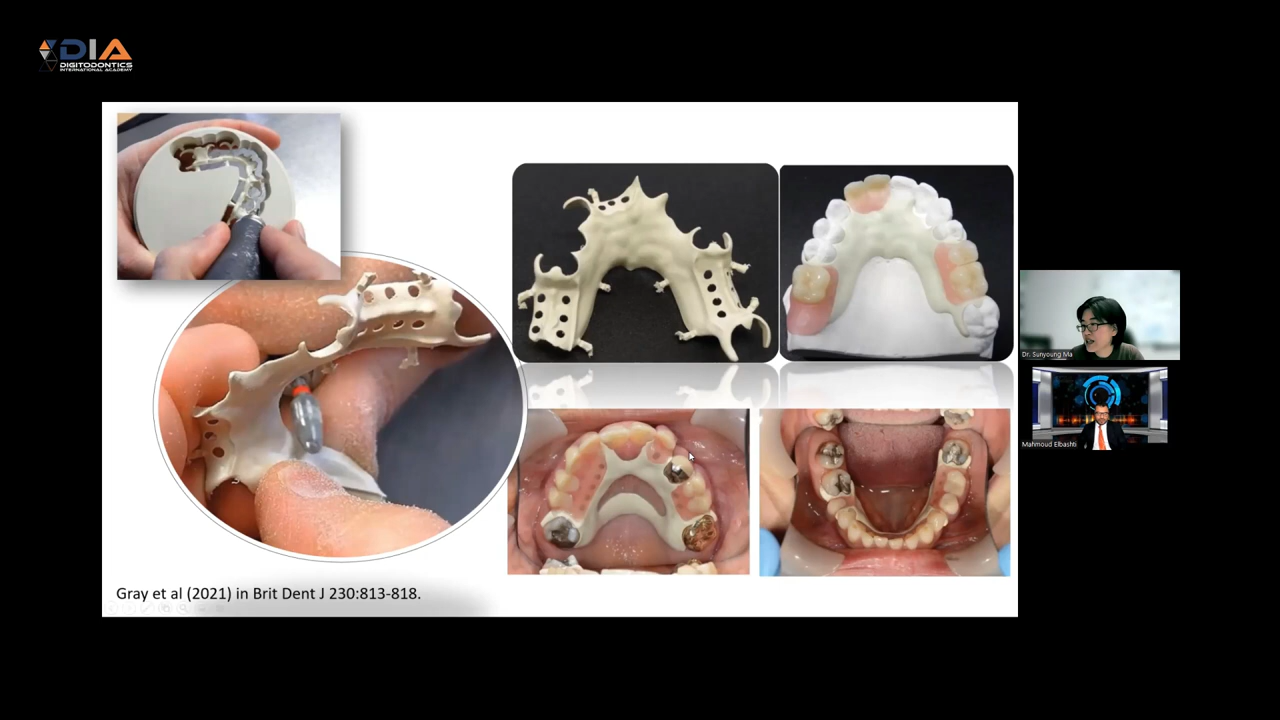 DIA
DIGITODONTICS
INTERNATIONAL ACADEMY
Dr. Sunyoung Ma
Mahmoud Elbashti
Gray et al (2021) in Brit Dent J 230:813-818.